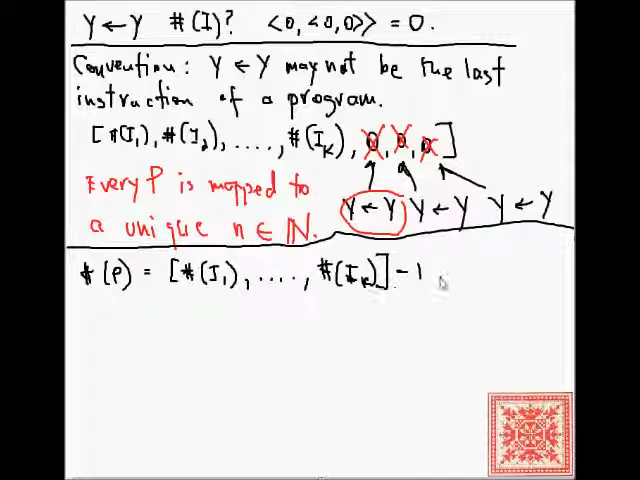 Y ← Y #(I)? <0, <0,0>> = 0.
Convention: Y ← Y may not be the last
instruction of a program.
[#(I₁), #(I₂), ...., #(I_K), 0, 0, 0]
Every P is mapped to
a unique n ∈ ℕ.
Y ← Y Y ← Y Y ← Y
#(P) = [#(I₁), ...., #(I_K)] - 1